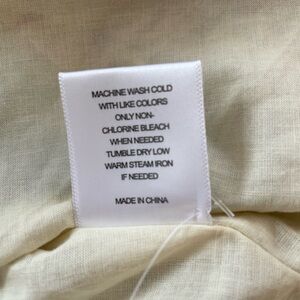 MACHINE WASH COLD
WITH LIKE COLORS
ONLY NON-
CHLORINE BLEACH
WHEN NEEDED
TUMBLE DRY LOW
WARM STEAM IRON
IF NEEDED
MADE IN CHINA